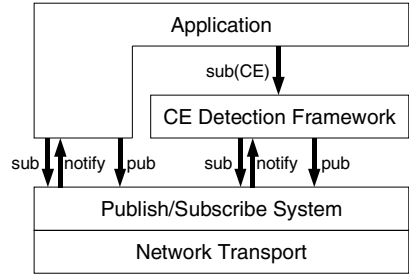 Application
sub(CE)
CE Detection Framework
sub notify pub sub notify pub
Publish/Subscribe System
Network Transport